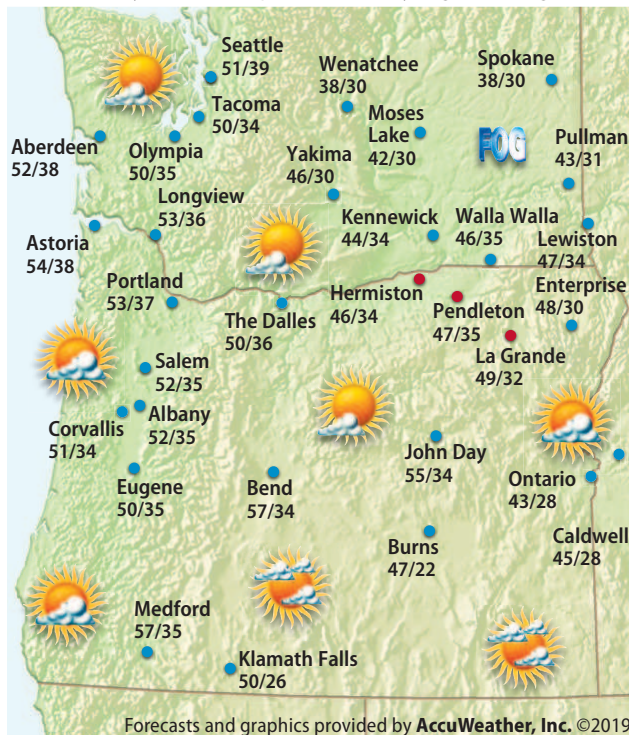 Seattle
51/39
Wenatchee
38/30
Spokane
38/30
Tacoma
50/34
Moses
Lake
42/30
FOG
Pullman
43/31
Aberdeen
52/38
Olympia
50/35
Yakima
46/30
Longview
53/36
Kennewick
44/34
Walla Walla
46/35
Lewiston
47/34
Astoria
54/38
Portland
53/37
The Dalles
50/36
Hermiston
46/34
Pendleton
47/35
Enterprise
48/30
La Grande
49/32
Salem
52/35
Albany
52/35
Corvallis
51/34
John Day
55/34
Ontario
43/28
Eugene
50/35
Bend
57/34
Caldwell
45/28
Burns
47/22
Medford
57/35
Klamath Falls
50/26
Forecasts and graphics provided by AccuWeather, Inc. ©2019